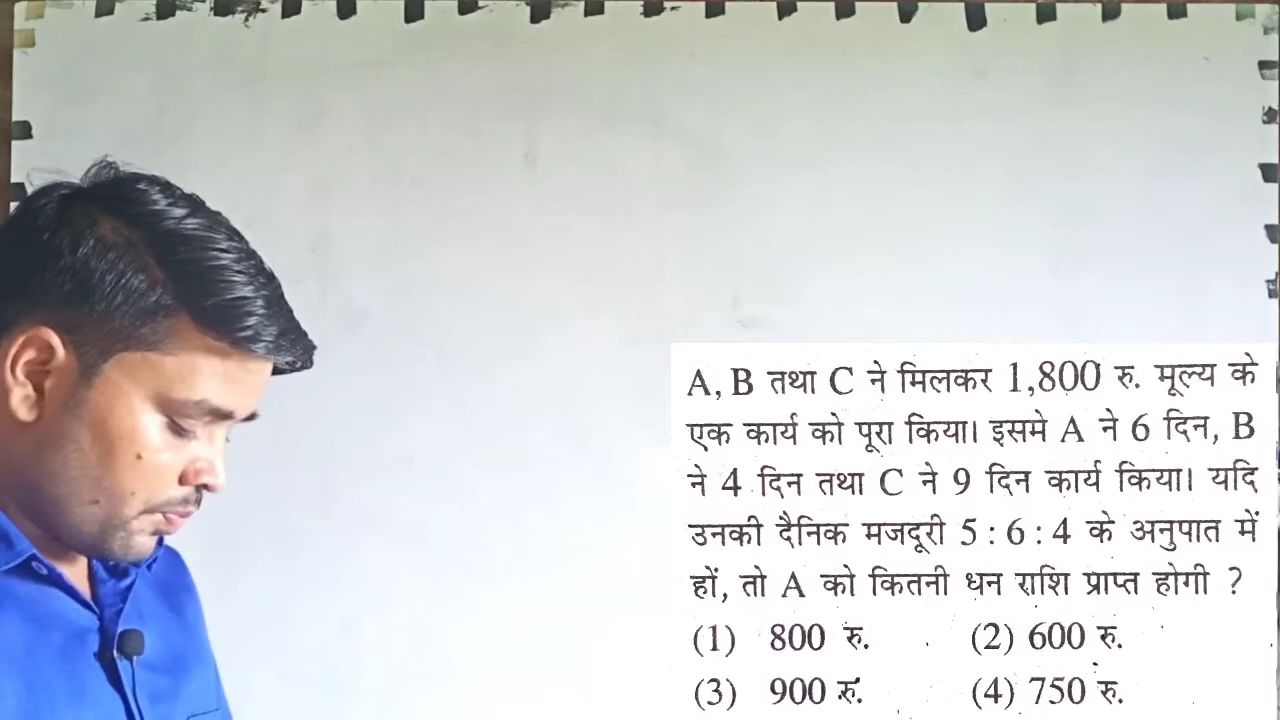 A, B तथा C ने मिलकर 1,800 रु. मूल्य के
एक कार्य को पूरा किया। इसमे A ने 6 दिन, B
ने 4 दिन तथा C ने 9 दिन कार्य किया। यदि
उनकी दैनिक मजदूरी 5 : 6 : 4 के अनुपात में
हों, तो A को कितनी धन राशि प्राप्त होगी ?
(1) 800 रु. (2) 600 रु.
(3) 900 रु. (4) 750 रु.